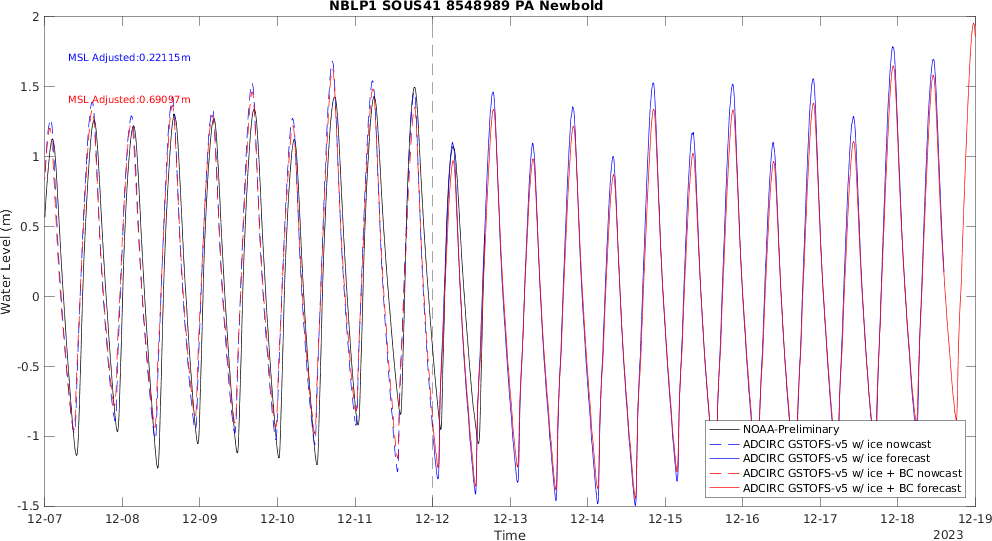 NBLP1 SOUS41 8548989 PA Newbold
MSL Adjusted:0.22115m
MSL Adjusted:0.69097m
Water Level (m)
2
1.5
1
0.5
0
-0.5
-1
-1.5
NOAA-Preliminary
ADCIRC GSTOFS-v5 w/ ice nowcast
ADCIRC GSTOFS-v5 w/ ice forecast
ADCIRC GSTOFS-v5 w/ ice + BC nowcast
ADCIRC GSTOFS-v5 w/ ice + BC forecast
12-07 12-08 12-09 12-10 12-11 12-12 12-13 12-14 12-15 12-16 12-17 12-18 12-19
Time
2023